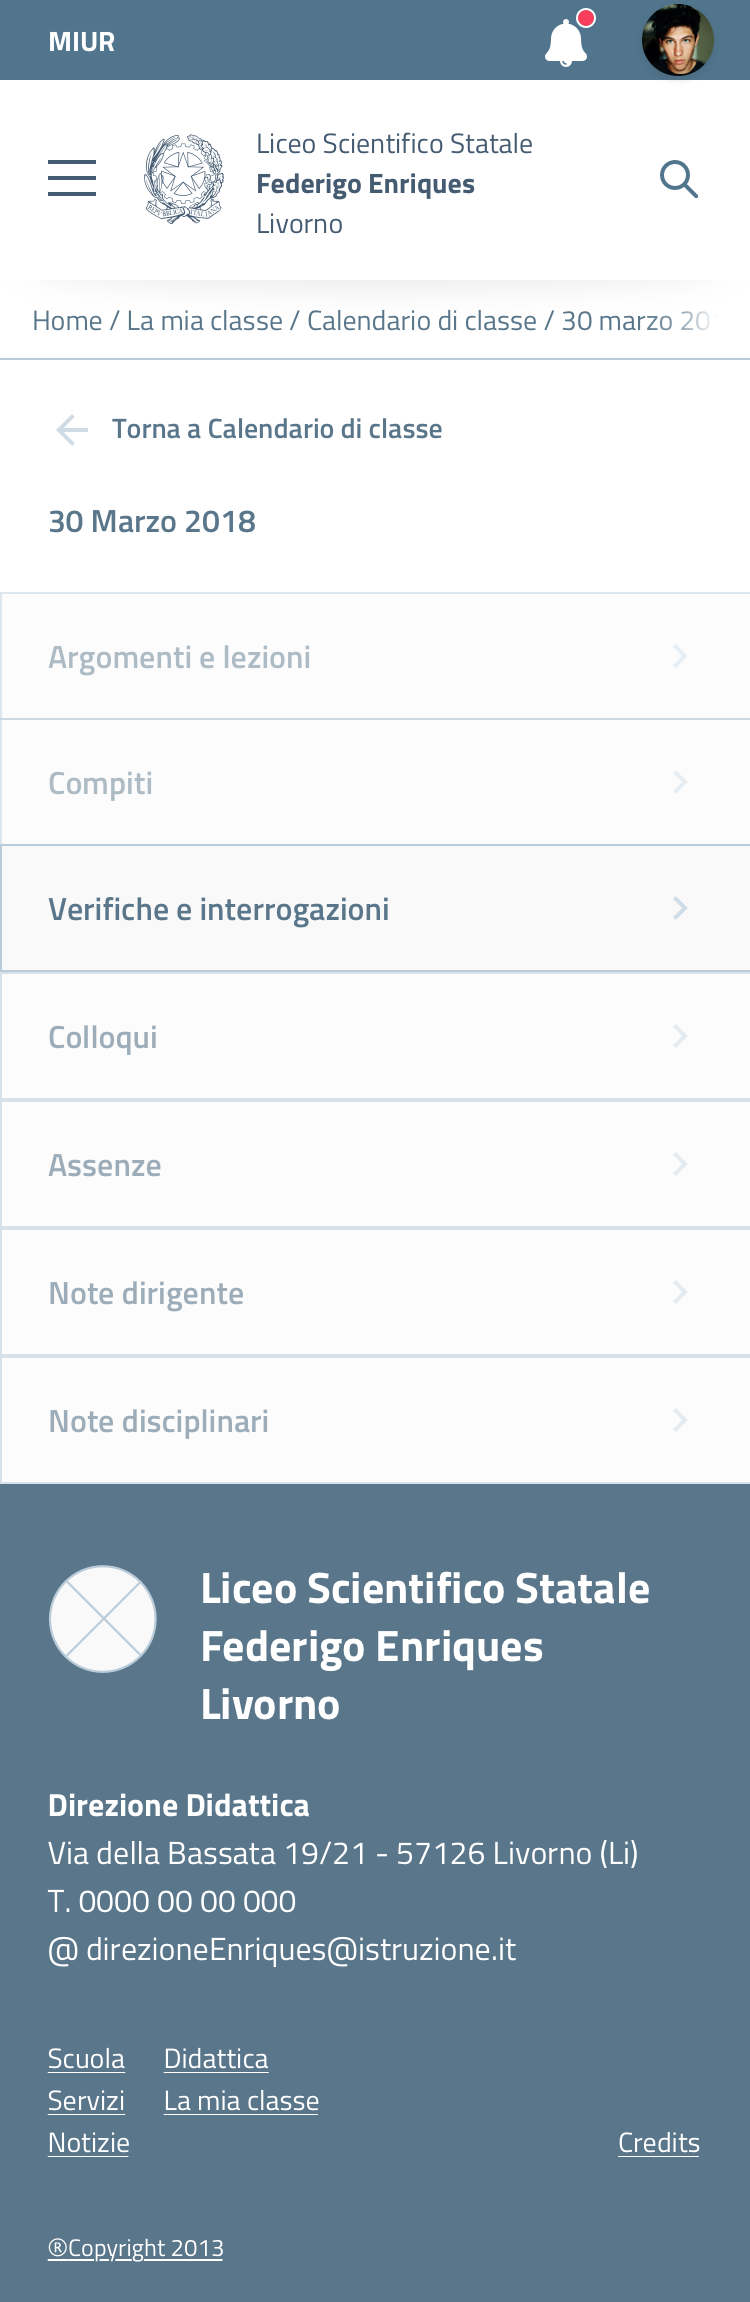 MIUR
Liceo Scientifico Statale
Federigo Enriques
Livorno
REPUBBLICA ITALIANA
Home / La mia classe / Calendario di classe / 30 marzo 20
Torna a Calendario di classe
30 Marzo 2018
Argomenti e lezioni
Compiti
Verifiche e interrogazioni
Colloqui
Assenze
Note dirigente
Note disciplinari
Liceo Scientifico Statale
Federigo Enriques
Livorno
Direzione Didattica
Via della Bassata 19/21 - 57126 Livorno (Li)
T. 0000 00 00 000
@ direzioneEnriques@istruzione.it
Scuola Didattica
Servizi La mia classe
Notizie Credits
®Copyright 2013